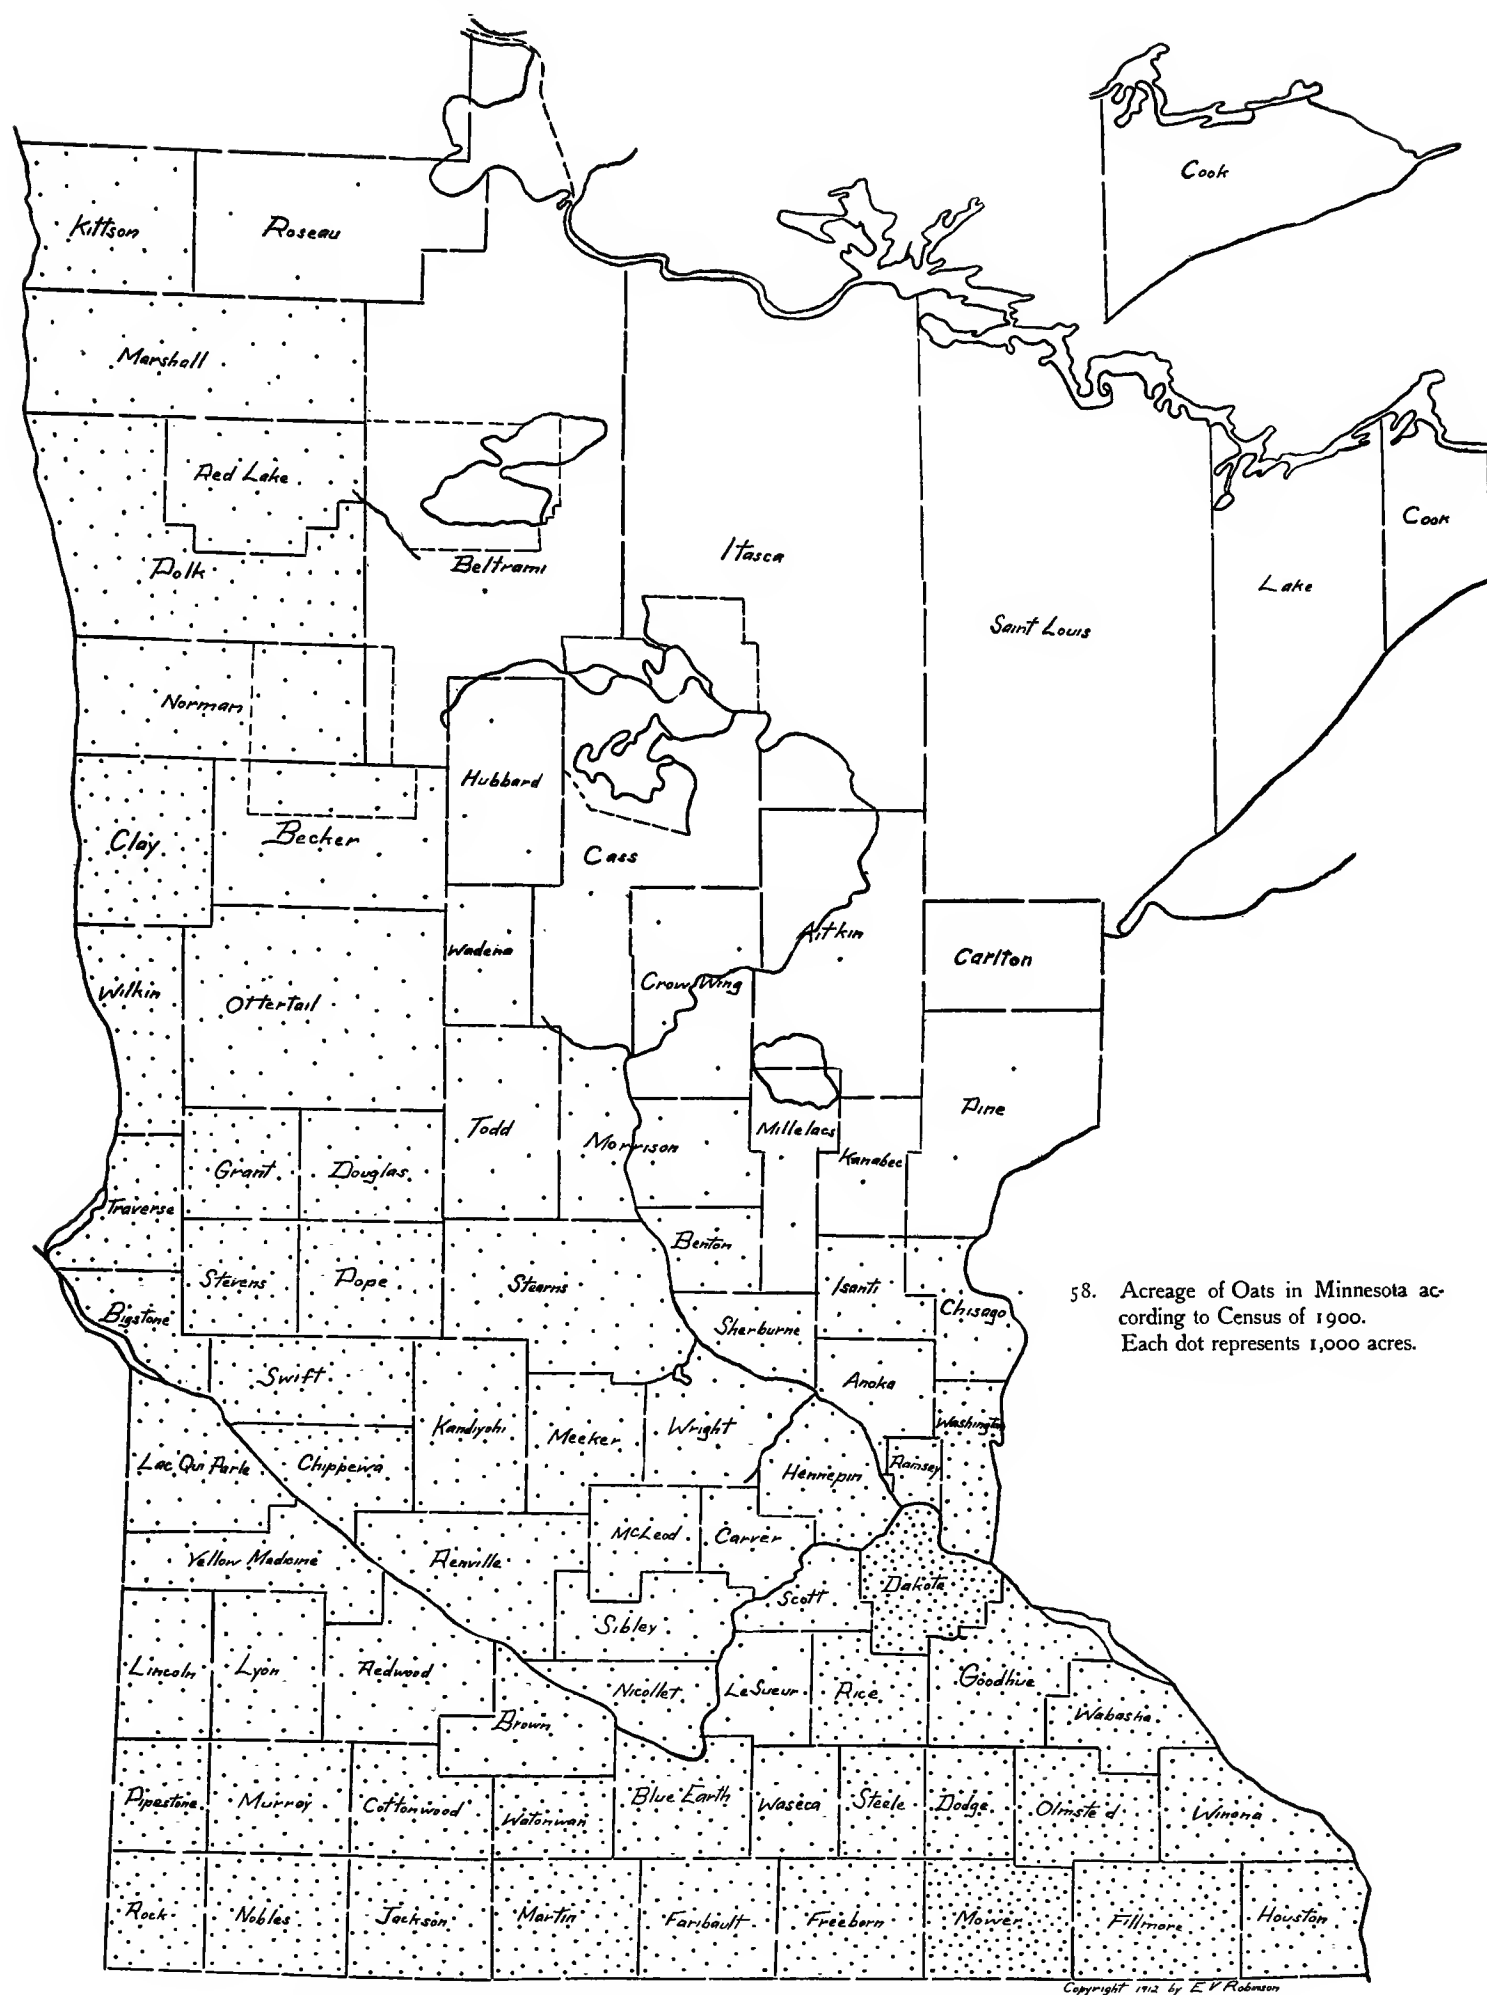 Cook
Kittson
Roseau
Marshall
Red Lake
Cook
Polk
Beltrami
Itasca
Lake
Saint Louis
Norman
Hubbard
Clay
Becker
Cass
Aitkin
Wadena
Carlton
Wilkin
Ottertail
Crow Wing
Pine
Todd
Millelacs
Morrison
Kanabec
Grant
Douglas
Traverse
Benton
Stevens
Pope
Stearns
Isanti
58. Acreage of Oats in Minnesota ac-
cording to Census of 1900.
Each dot represents 1,000 acres.
Bigstone
Chisago
Sherburne
Swift
Anoka
Kandiyohi
Meeker
Wright
Washington
Lac Qui Parle
Chippewa
Hennepin
Ramsey
McLeod
Carver
Yellow Medicine
Renville
Dakota
Scott
Sibley
Lincoln
Lyon
Redwood
Nicollet
LeSueur
Rice
Goodhue
Brown
Wabasha
Pipestone
Murray
Cottonwood
Watonwan
Blue Earth
Waseca
Steele
Dodge
Olmsted
Winona
Rock
Nobles
Jackson
Martin
Faribault
Freeborn
Mower
Fillmore
Houston
Copyright 1912 by E V Robinson